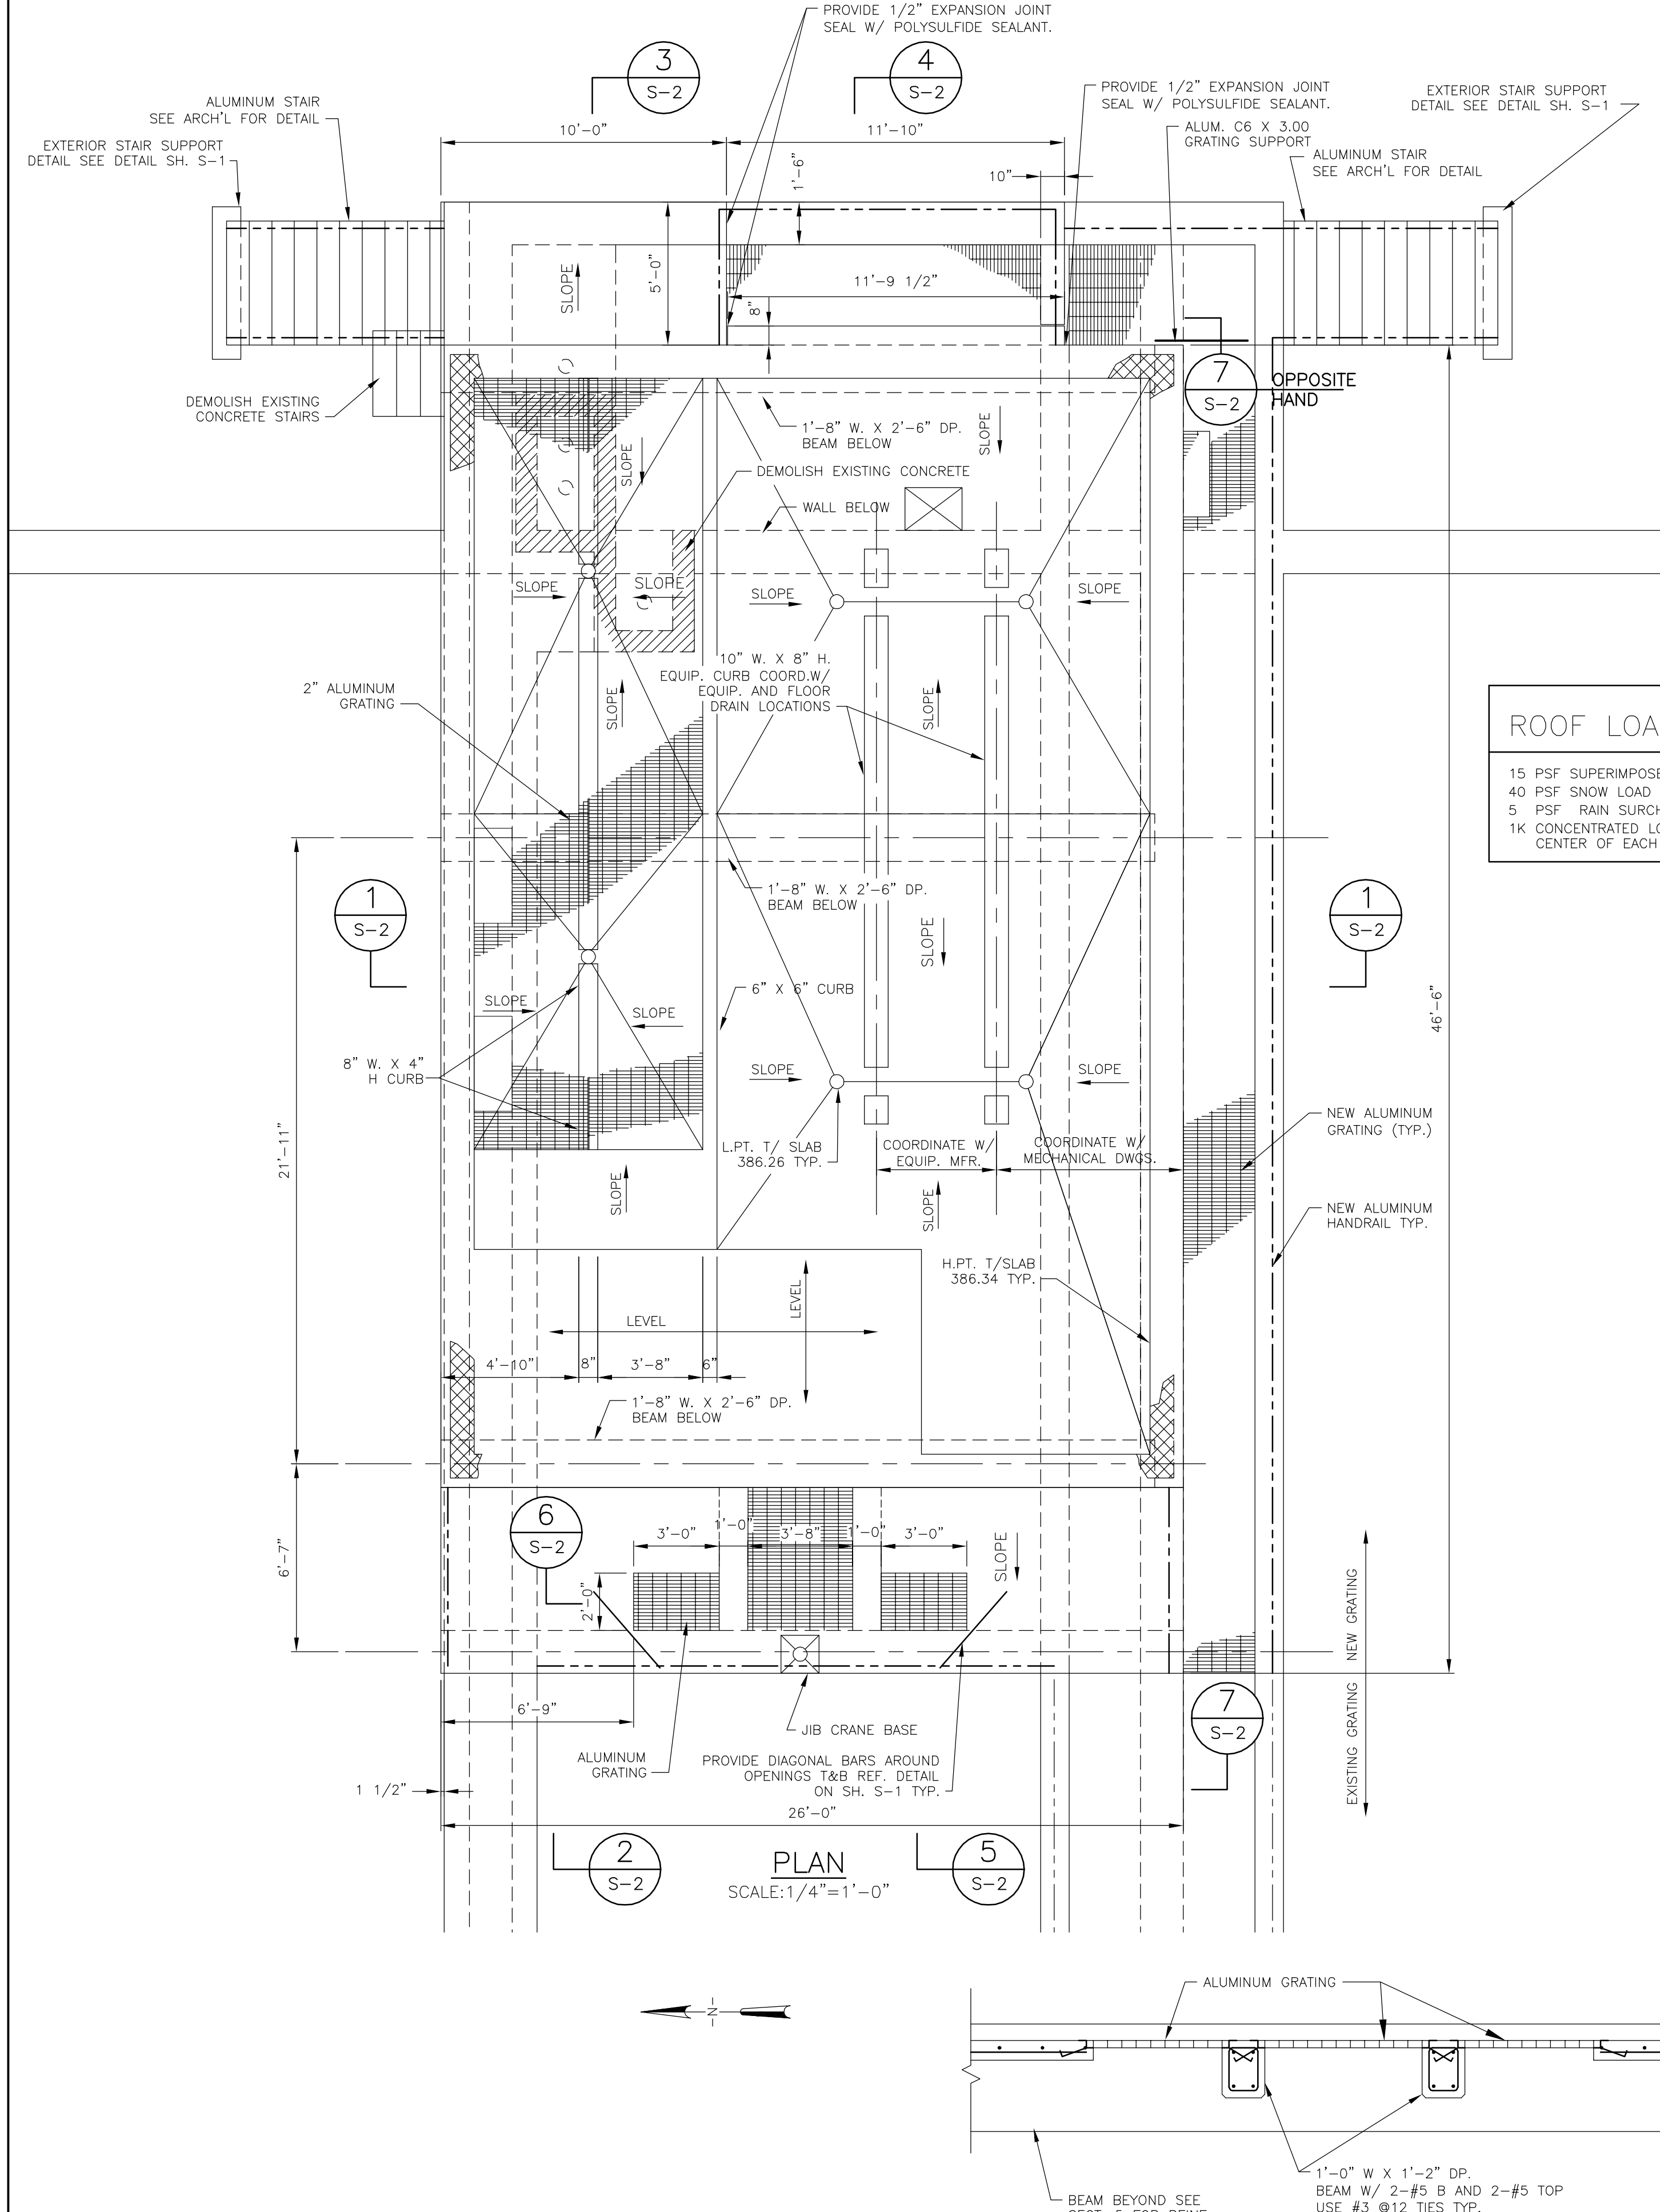 PROVIDE 1/2" EXPANSION JOINT
SEAL W/ POLYSULFIDE SEALANT.
3
S-2
4
S-2
ALUMINUM STAIR
SEE ARCH'L FOR DETAIL
EXTERIOR STAIR SUPPORT
DETAIL SEE DETAIL SH. S-1
10'-0"
11'-10"
PROVIDE 1/2" EXPANSION JOINT
SEAL W/ POLYSULFIDE SEALANT.
ALUM. C6 X 3.00
GRATING SUPPORT
ALUMINUM STAIR
SEE ARCH'L FOR DETAIL
EXTERIOR STAIR SUPPORT
DETAIL SEE DETAIL SH. S-1
1'-6"
10"
SLOPE
5'-0"
11'-9 1/2"
8"
DEMOLISH EXISTING
CONCRETE STAIRS
7
S-2
OPPOSITE
HAND
1'-8" W. X 2'-6" DP.
BEAM BELOW
SLOPE
SLOPE
DEMOLISH EXISTING CONCRETE
WALL BELOW
SLOPE
SLOPE
SLOPE
SLOPE
10" W. X 8" H.
EQUIP. CURB COORD.W/
EQUIP. AND FLOOR
DRAIN LOCATIONS
2" ALUMINUM
GRATING
SLOPE
SLOPE
ROOF LOA
15 PSF SUPERIMPOSE
40 PSF SNOW LOAD
5 PSF RAIN SURCH
1K CONCENTRATED LO
CENTER OF EACH
1
S-2
1'-8" W. X 2'-6" DP.
BEAM BELOW
SLOPE
1
S-2
6" X 6" CURB
SLOPE
SLOPE
46'-6"
8" W. X 4"
H CURB
SLOPE
SLOPE
21'-11"
L.PT. T/ SLAB
386.26 TYP.
COORDINATE W/
EQUIP. MFR.
COORDINATE W/
MECHANICAL DWGS.
NEW ALUMINUM
GRATING (TYP.)
SLOPE
SLOPE
NEW ALUMINUM
HANDRAIL TYP.
H.PT. T/SLAB
386.34 TYP.
LEVEL
LEVEL
4'-10"
8"
3'-8"
6"
1'-8" W. X 2'-6" DP.
BEAM BELOW
6
S-2
3'-0"
1'-0"
3'-8"
1'-0"
3'-0"
SLOPE
6'-7"
2'-0"
NEW GRATING
EXISTING GRATING
6'-9"
JIB CRANE BASE
7
S-2
ALUMINUM
GRATING
PROVIDE DIAGONAL BARS AROUND
OPENINGS T&B REF. DETAIL
ON SH. S-1 TYP.
1 1/2"
26'-0"
2
S-2
PLAN
SCALE:1/4"=1'-0"
5
S-2
N
ALUMINUM GRATING
1'-0" W X 1'-2" DP.
BEAM W/ 2-#5 B AND 2-#5 TOP
USE #3 @12 TIES TYP.
BEAM BEYOND SEE